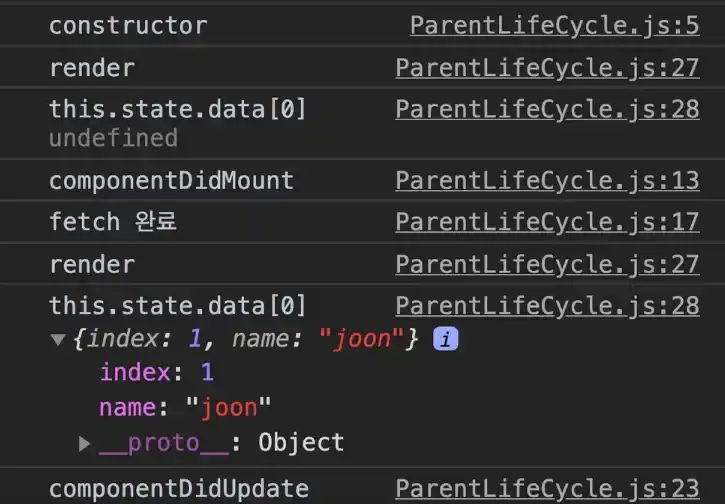 constructor ParentLifeCycle.js:5
render ParentLifeCycle.js:27
this.state.data[0] ParentLifeCycle.js:28
undefined
componentDidMount ParentLifeCycle.js:13
fetch 완료 ParentLifeCycle.js:17
render ParentLifeCycle.js:27
this.state.data[0] ParentLifeCycle.js:28
▼{index: 1, name: "joon"} i
index: 1
name: "joon"
▶__proto__: Object
componentDidUpdate ParentLifeCycle.js:23